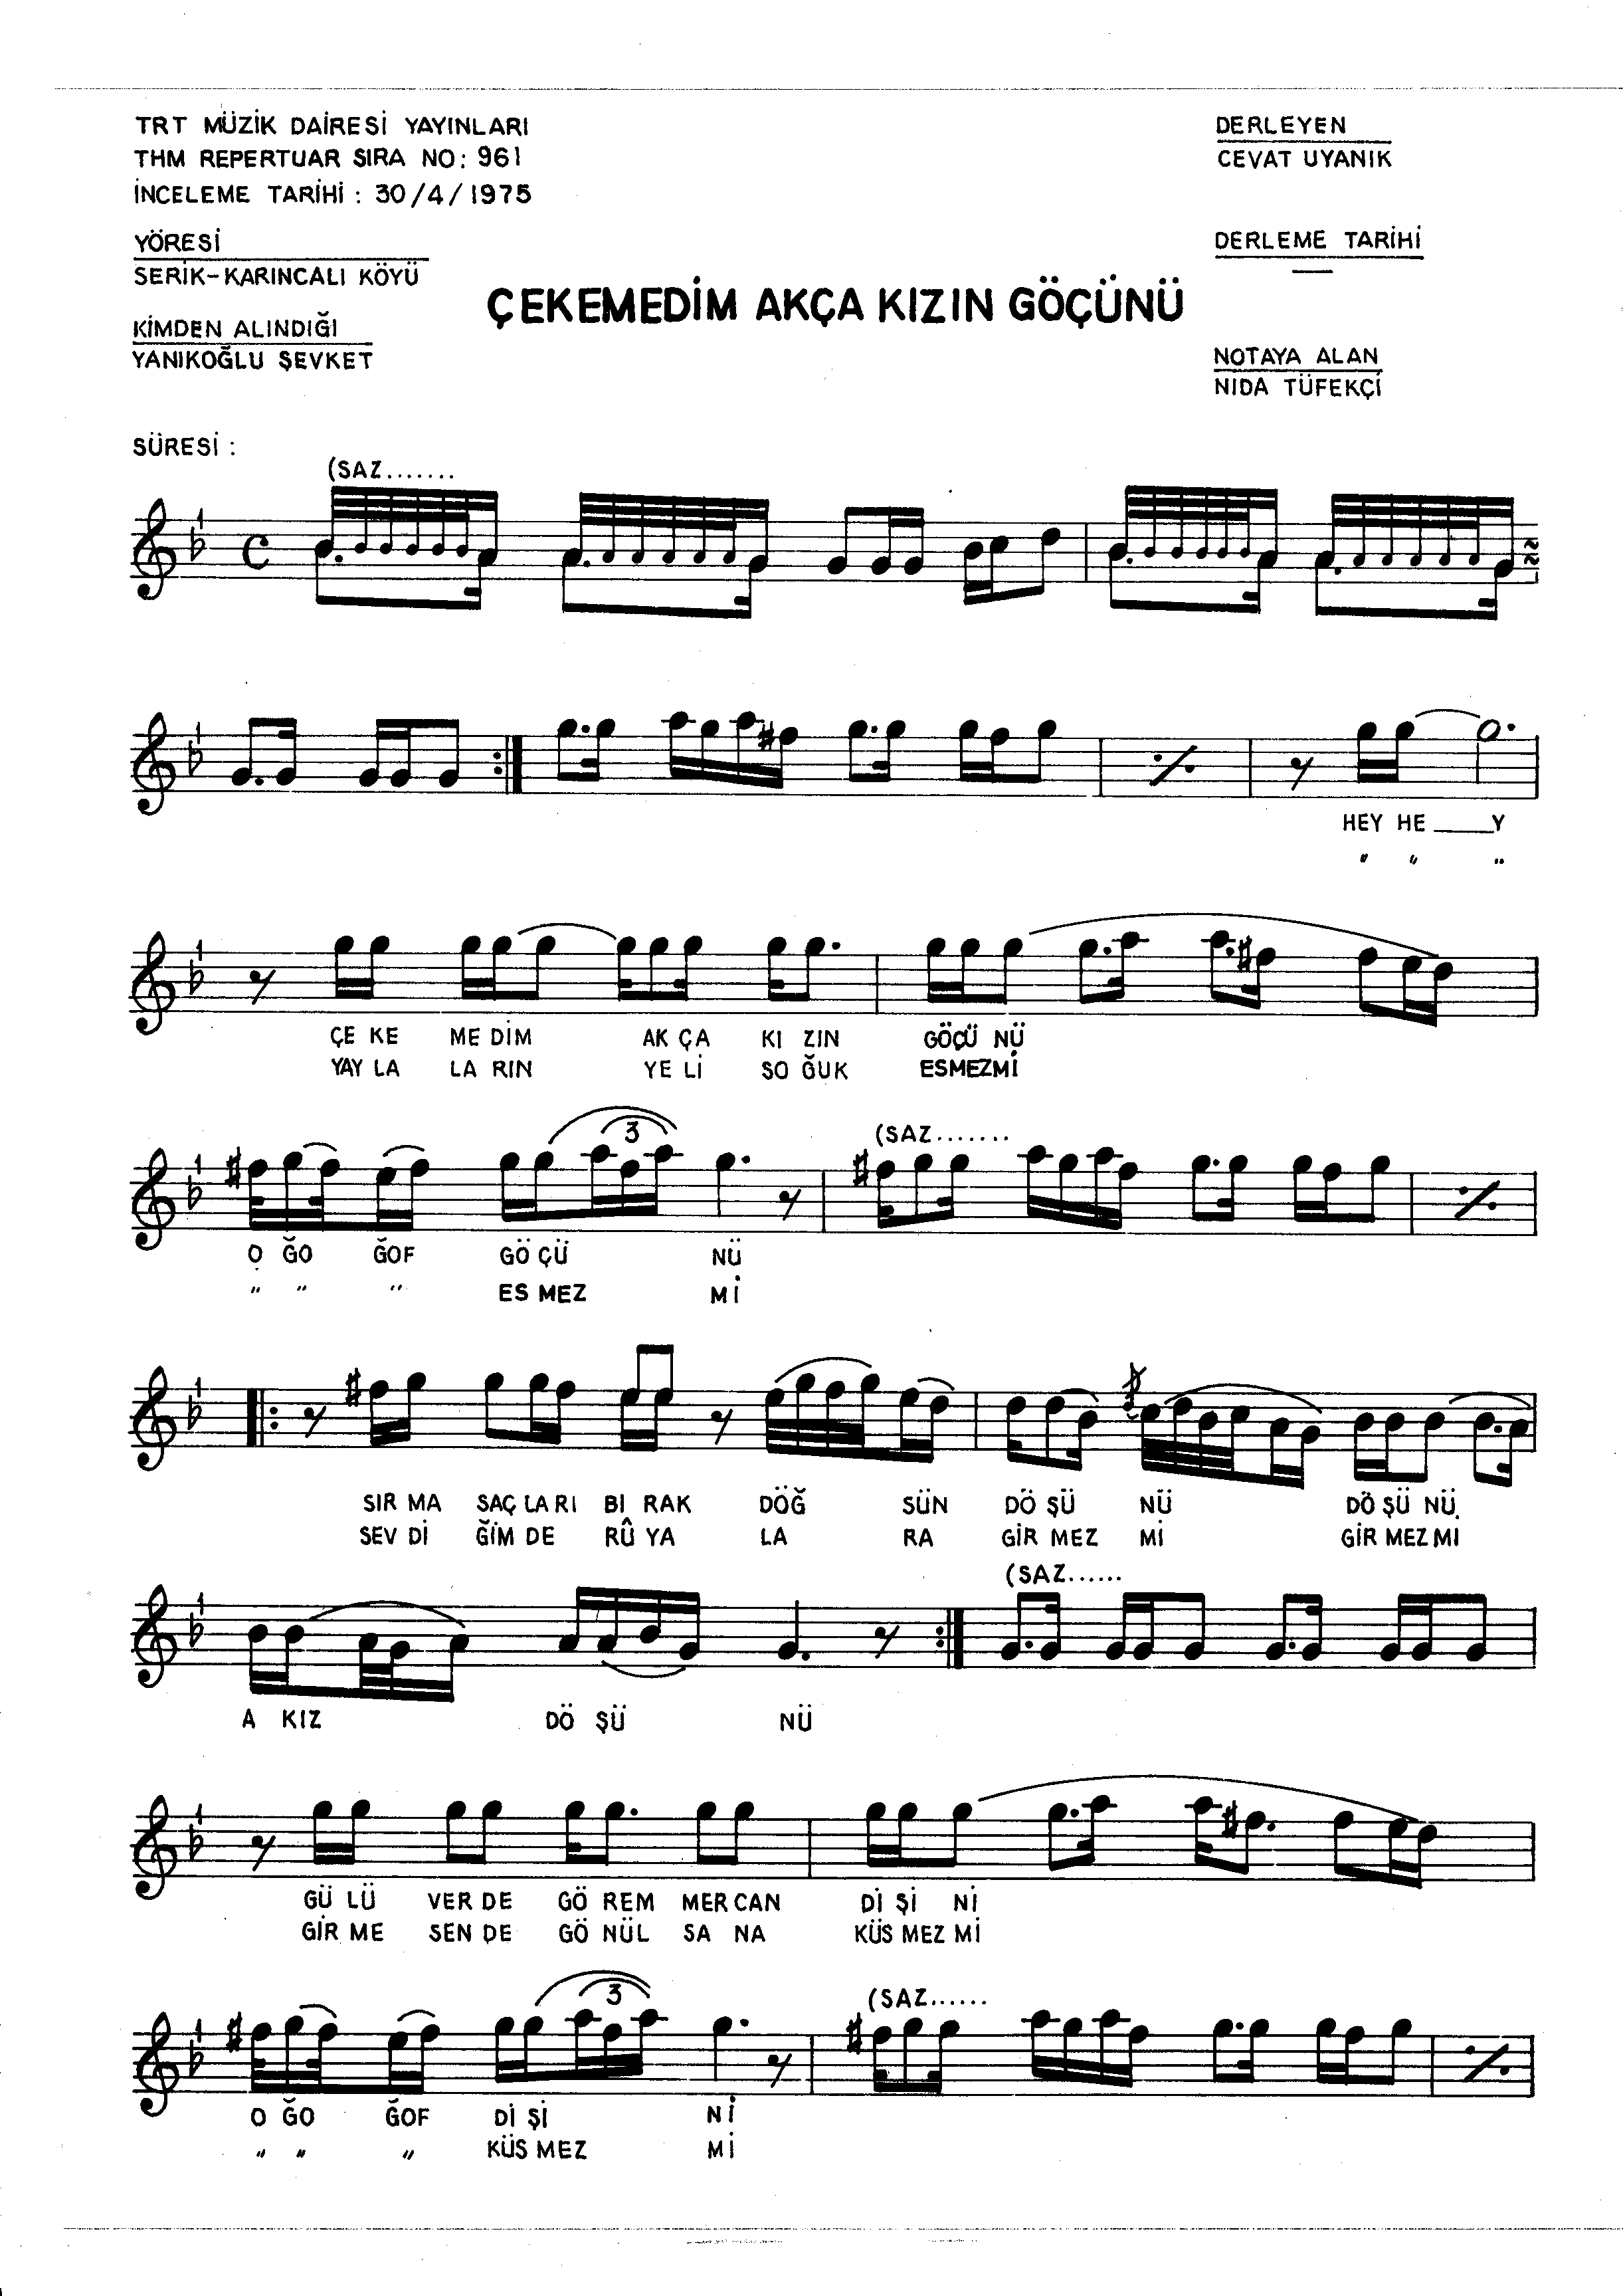 TRT MÜZİK DAİRESİ YAYINLARI
THM REPERTUAR SIRA NO: 961
İNCELEME TARİHİ : 30/4/1975
DERLEYEN
CEVAT UYANIK
YÖRESİ
SERİK-KARINCALI KÖYÜ
DERLEME TARİHİ
—
ÇEKEMEDİM AKÇA KIZIN GÖÇÜNÜ
KİMDEN ALINDIĞI
YANIKOĞLU ŞEVKET
NOTAYA ALAN
NIDA TÜFEKÇİ
SÜRESİ :
(SAZ.......
HEY HE____Y
" " "
ÇE KE ME DİM AK ÇA KI ZIN GÖÇÜ NÜ
YAY LA LA RIN YE Lİ SO ĞUK ESMEZMİ
3
(SAZ.......
O ĞO ĞOF GÖ ÇÜ NÜ
" " " ES MEZ Mİ
SIR MA SAÇ LA RI BI RAK DÖĞ SÜN DÖ ŞÜ NÜ DÖ ŞÜ NÜ
SEV Dİ ĞİM DE RÛ YA LA RA GİR MEZ Mİ GİR MEZ Mİ
(SAZ......
A KIZ DÖ ŞÜ NÜ
GÜ LÜ VER DE GÖ REM MER CAN Dİ Şİ Nİ
GİR ME SEN DE GÖ NÜL SA NA KÜS MEZ Mİ
3
(SAZ......
O ĞO ĞOF Dİ Şİ Nİ
" " " KÜS MEZ Mİ